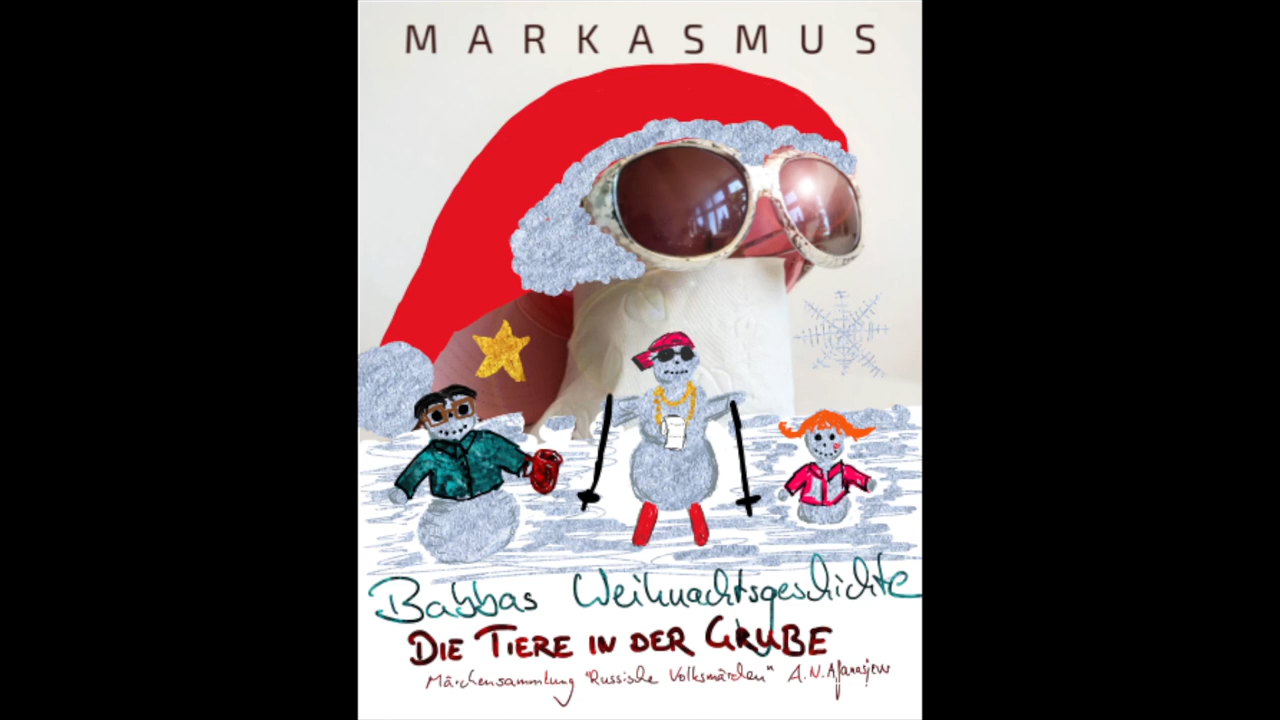 MARKASMUS
Babbas Weihnachtsgeschichte
DIE TIERE IN DER GRUBE
Märchensammlung "Russische Volksmärchen" A.N. Afanasjew